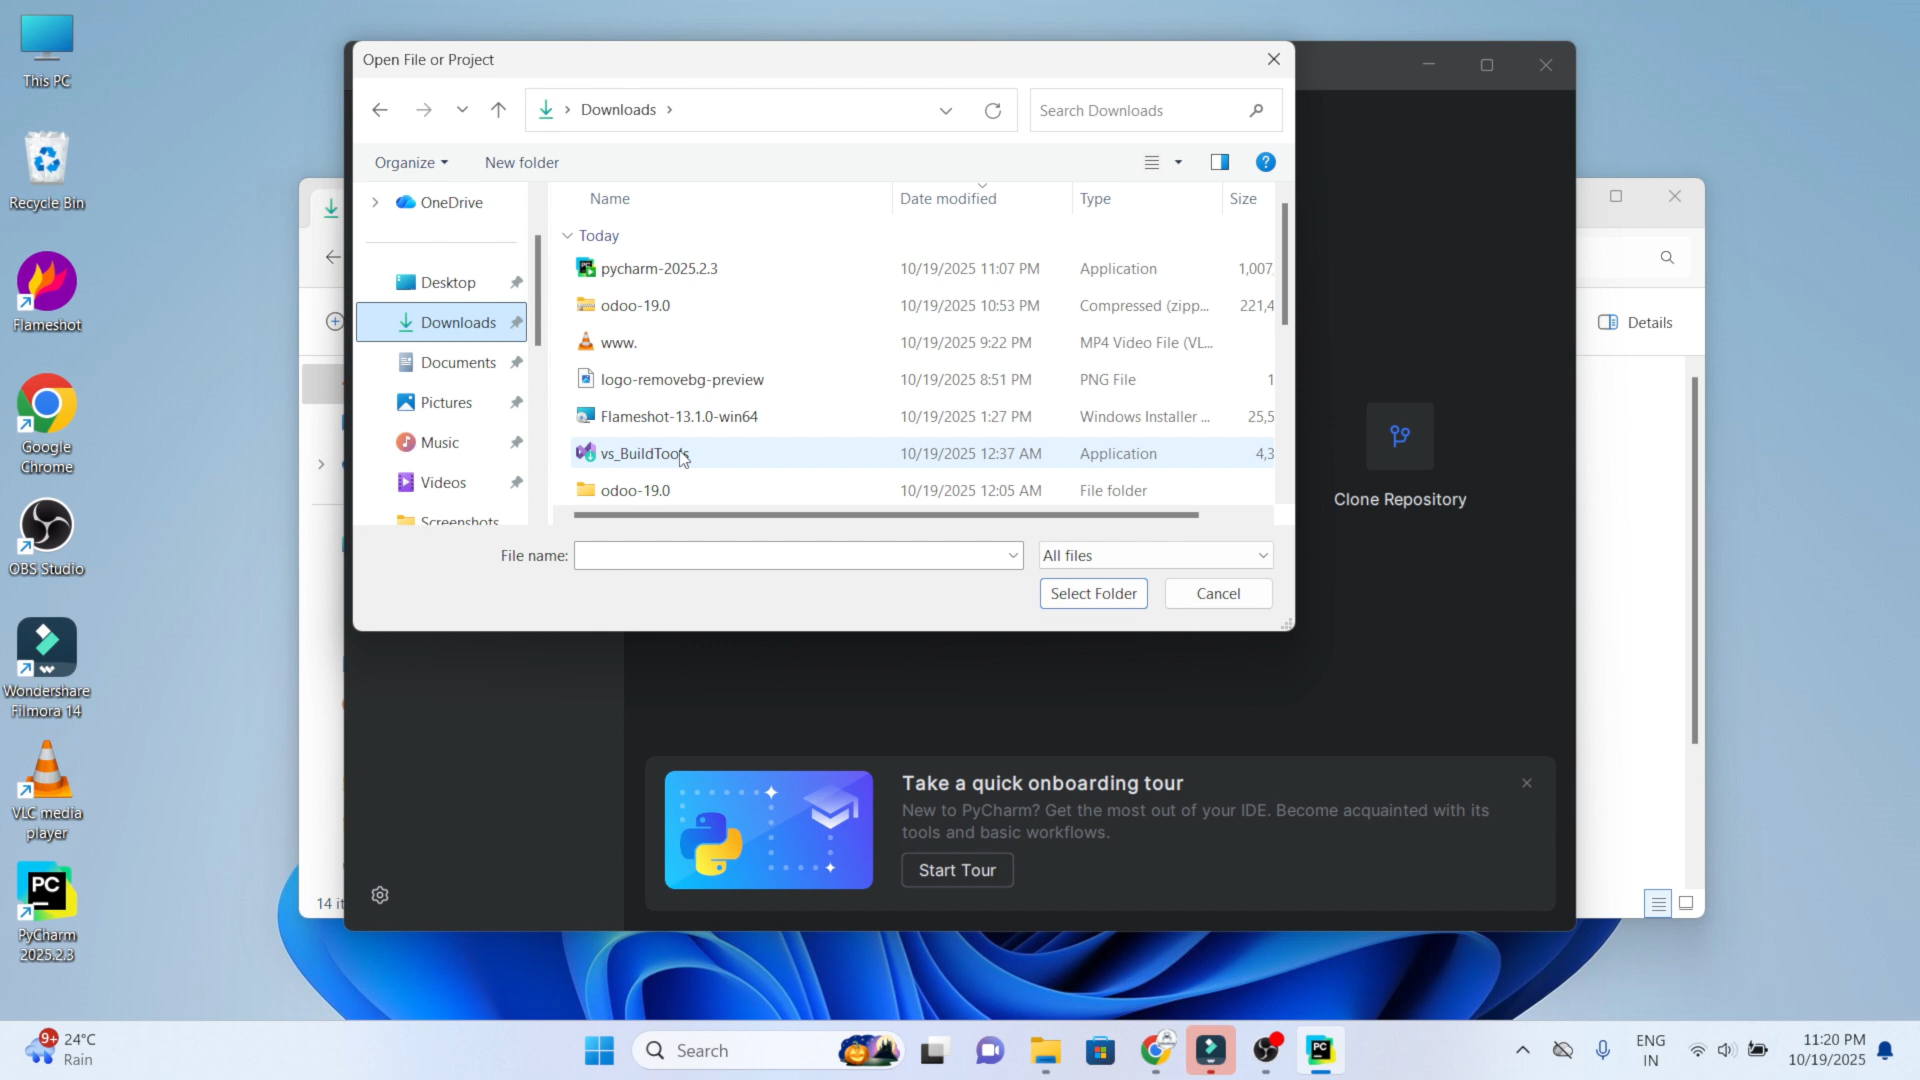 This PC
Recycle Bin
Flameshot
Google
Chrome
OBS Studio
Wondershare
Filmora 14
VLC media
player
PC
PyCharm
2025.2.3
Open File or Project
Downloads
Search Downloads
Organize
New folder
OneDrive
Desktop
Downloads
Documents
Pictures
Music
Videos
Screenshots
Name Date modified Type Size
Today
pycharm-2025.2.3 10/19/2025 11:07 PM Application 1,007,
odoo-19.0 10/19/2025 10:53 PM Compressed (zipp... 221,4
www. 10/19/2025 9:22 PM MP4 Video File (VL...
logo-removebg-preview 10/19/2025 8:51 PM PNG File 1
Flameshot-13.1.0-win64 10/19/2025 1:27 PM Windows Installer ... 25,5
vs_BuildTools 10/19/2025 12:37 AM Application 4,3
odoo-19.0 10/19/2025 12:05 AM File folder
File name:
All files
Select Folder
Cancel
Details
Clone Repository
Take a quick onboarding tour
New to PyCharm? Get the most out of your IDE. Become acquainted with its
tools and basic workflows.
Start Tour
14 it
9+
24°C
Rain
Search
PC
ENG
IN
11:20 PM
10/19/2025